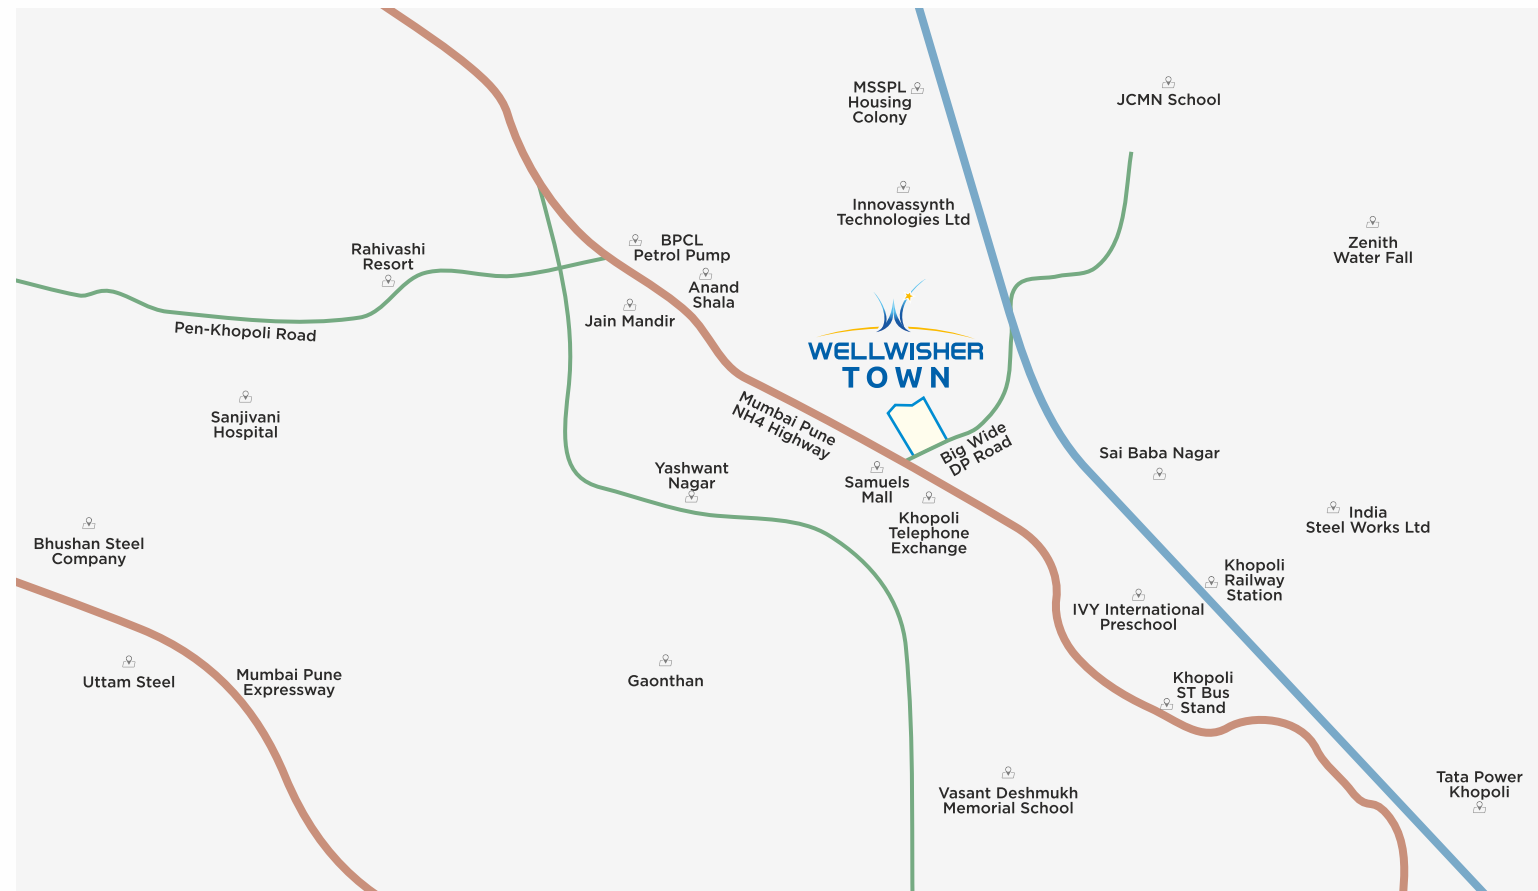 MSSPL
Housing
Colony
JCMN School
Innovassynth
Technologies Ltd
Zenith
Water Fall
Rahivashi
Resort
BPCL
Petrol Pump
Anand
Shala
Jain Mandir
Pen-Khopoli Road
WELLWISHER
TOWN
Mumbai Pune
NH4 Highway
Big Wide
DP Road
Sanjivani
Hospital
Yashwant
Nagar
Samuels
Mall
Khopoli
Telephone
Exchange
Sai Baba Nagar
India
Steel Works Ltd
Bhushan Steel
Company
Khopoli
Railway
Station
IVY International
Preschool
Uttam Steel
Mumbai Pune
Expressway
Gaonthan
Khopoli
ST Bus
Stand
Vasant Deshmukh
Memorial School
Tata Power
Khopoli